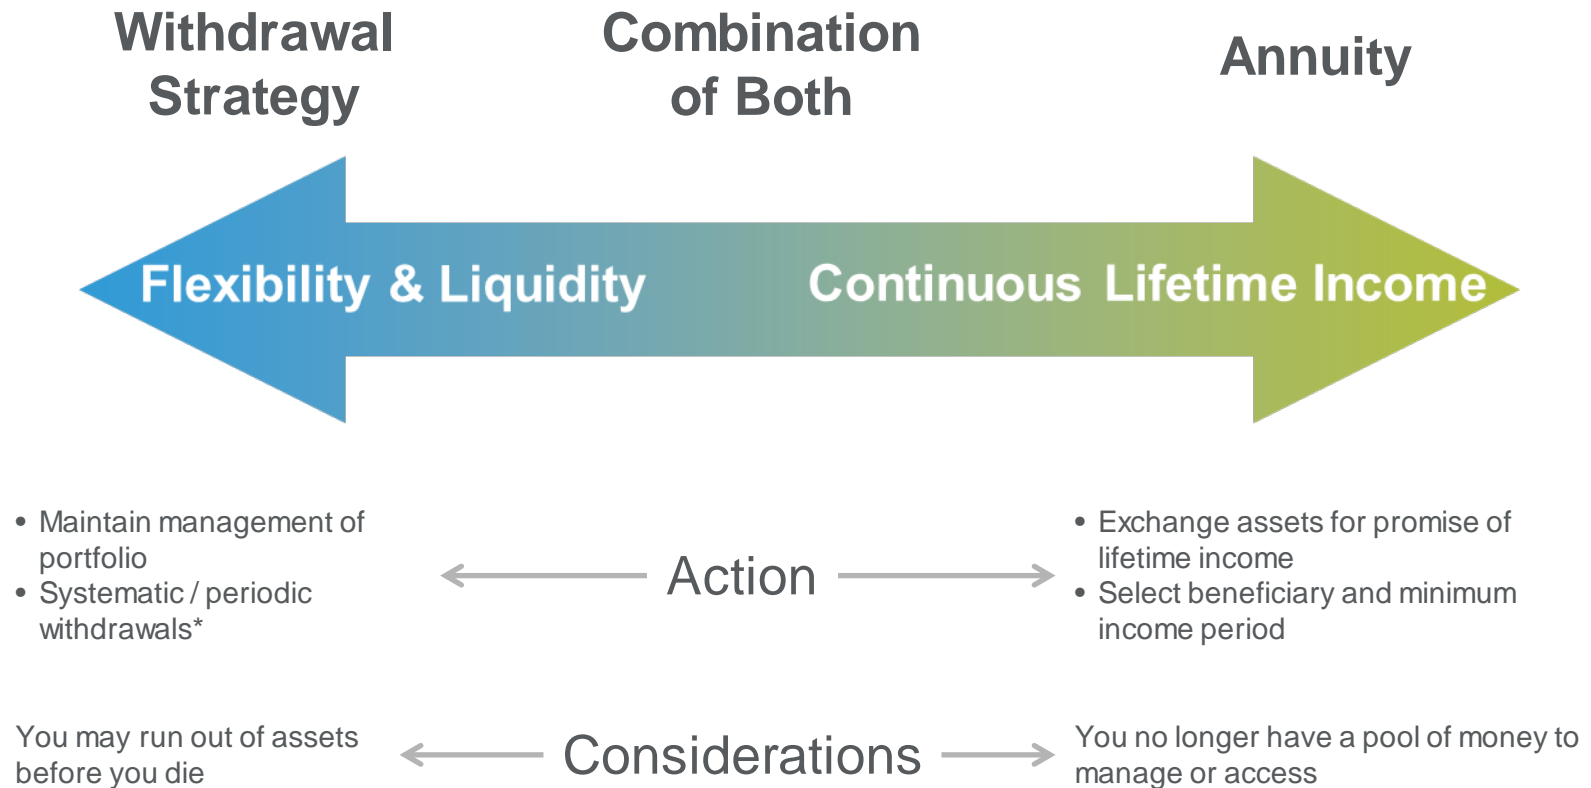 Withdrawal
Strategy
Combination
of Both
Annuity
Flexibility & Liquidity
Continuous Lifetime Income
• Maintain management of
portfolio
• Systematic / periodic
withdrawals*
Action
• Exchange assets for promise of
lifetime income
• Select beneficiary and minimum
income period
You may run out of assets
before you die
Considerations
You no longer have a pool of money to
manage or access